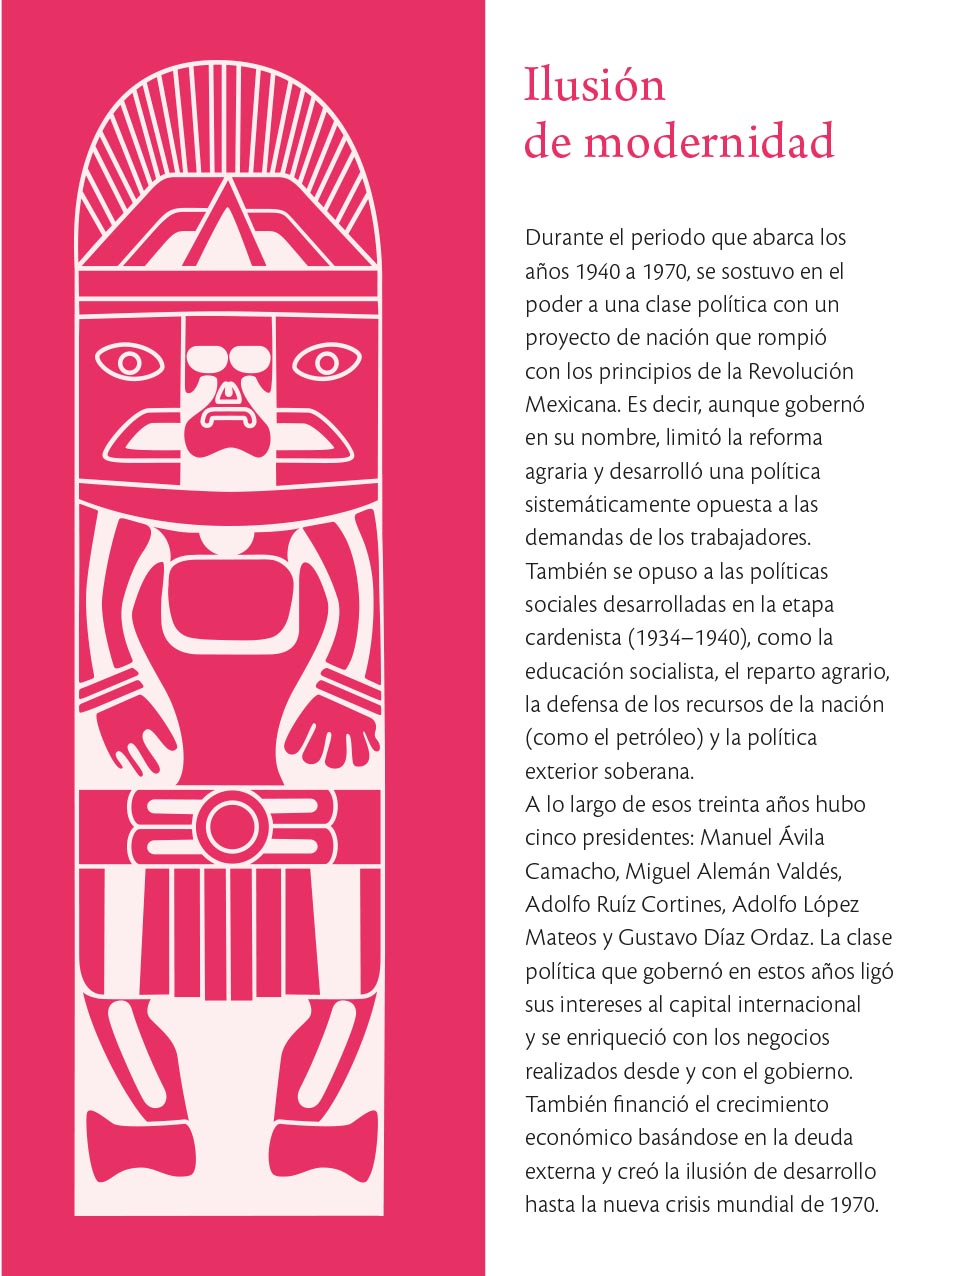 Ilusión
de modernidad
Durante el periodo que abarca los
años 1940 a 1970, se sostuvo en el
poder a una clase política con un
proyecto de nación que rompió
con los principios de la Revolución
Mexicana. Es decir, aunque gobernó
en su nombre, limitó la reforma
agraria y desarrolló una política
sistemáticamente opuesta a las
demandas de los trabajadores.
También se opuso a las políticas
sociales desarrolladas en la etapa
cardenista (1934–1940), como la
educación socialista, el reparto agrario,
la defensa de los recursos de la nación
(como el petróleo) y la política
exterior soberana.
A lo largo de esos treinta años hubo
cinco presidentes: Manuel Ávila
Camacho, Miguel Alemán Valdés,
Adolfo Ruíz Cortines, Adolfo López
Mateos y Gustavo Díaz Ordaz. La clase
política que gobernó en estos años ligó
sus intereses al capital internacional
y se enriqueció con los negocios
realizados desde y con el gobierno.
También financió el crecimiento
económico basándose en la deuda
externa y creó la ilusión de desarrollo
hasta la nueva crisis mundial de 1970.